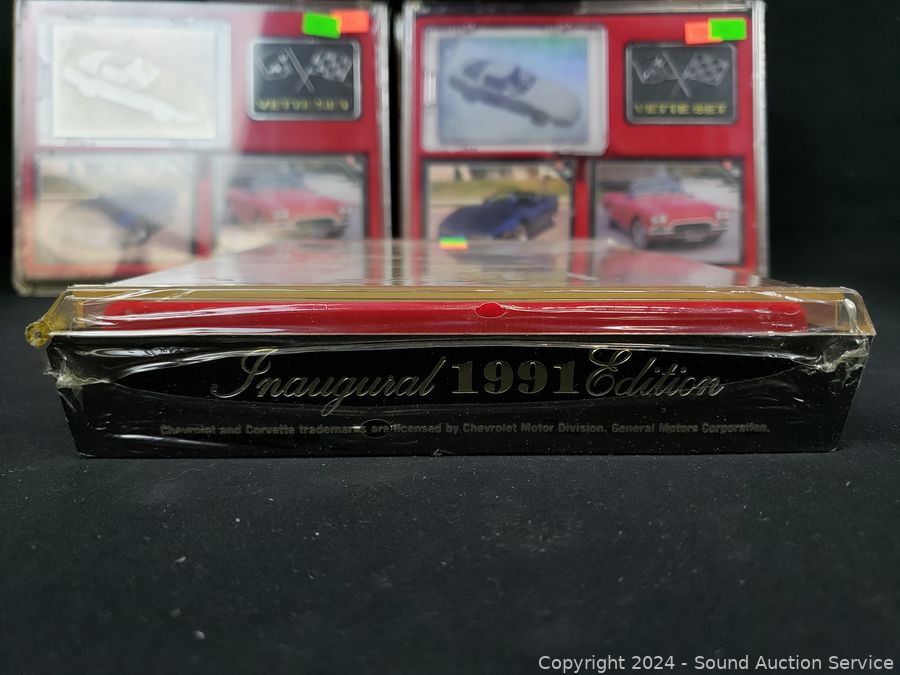 VETTE SET
VETTE SET
Inaugural 1991 Edition
Chevrolet and Corvette trademarks are licensed by Chevrolet Motor Division, General Motors Corporation.
Copyright © 2024 - Sound Auction Service